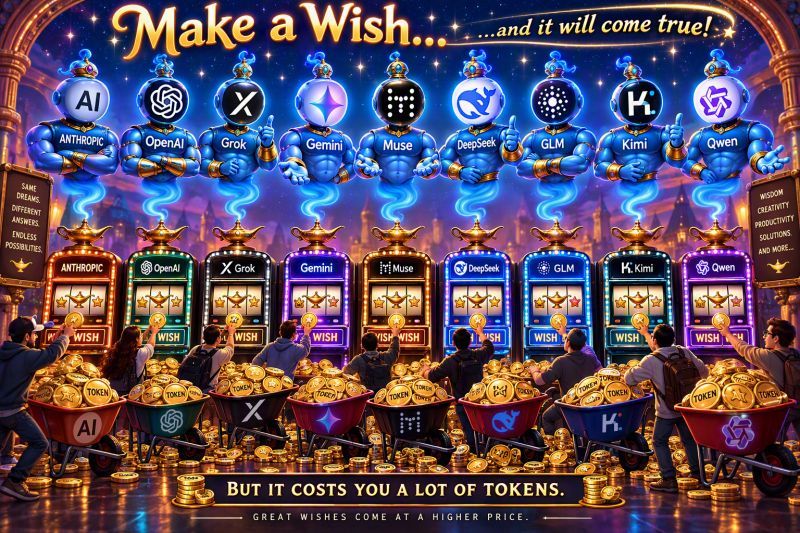 Make a Wish...
...and it will come true!
AI
ANTHROPIC
OpenAI
Grok
Gemini
Muse
DeepSeek
GLM
Kimi
Qwen
SAME
DREAMS.
DIFFERENT
ANSWERS.
ENDLESS
POSSIBILITIES.
WISDOM
CREATIVITY
PRODUCTIVITY
SOLUTIONS.
AND MORE...
ANTHROPIC
OpenAI
Grok
Gemini
Muse
DeepSeek
GLM
Kimi
Qwen
WISH
WISH
WISH
WISH
WISH
WISH
WISH
WISH
WISH
TOKEN
TOKEN
TOKEN
TOKEN
TOKEN
TOKEN
TOKEN
AI
K
BUT IT COSTS YOU A LOT OF TOKENS.
GREAT WISHES COME AT A HIGHER PRICE.